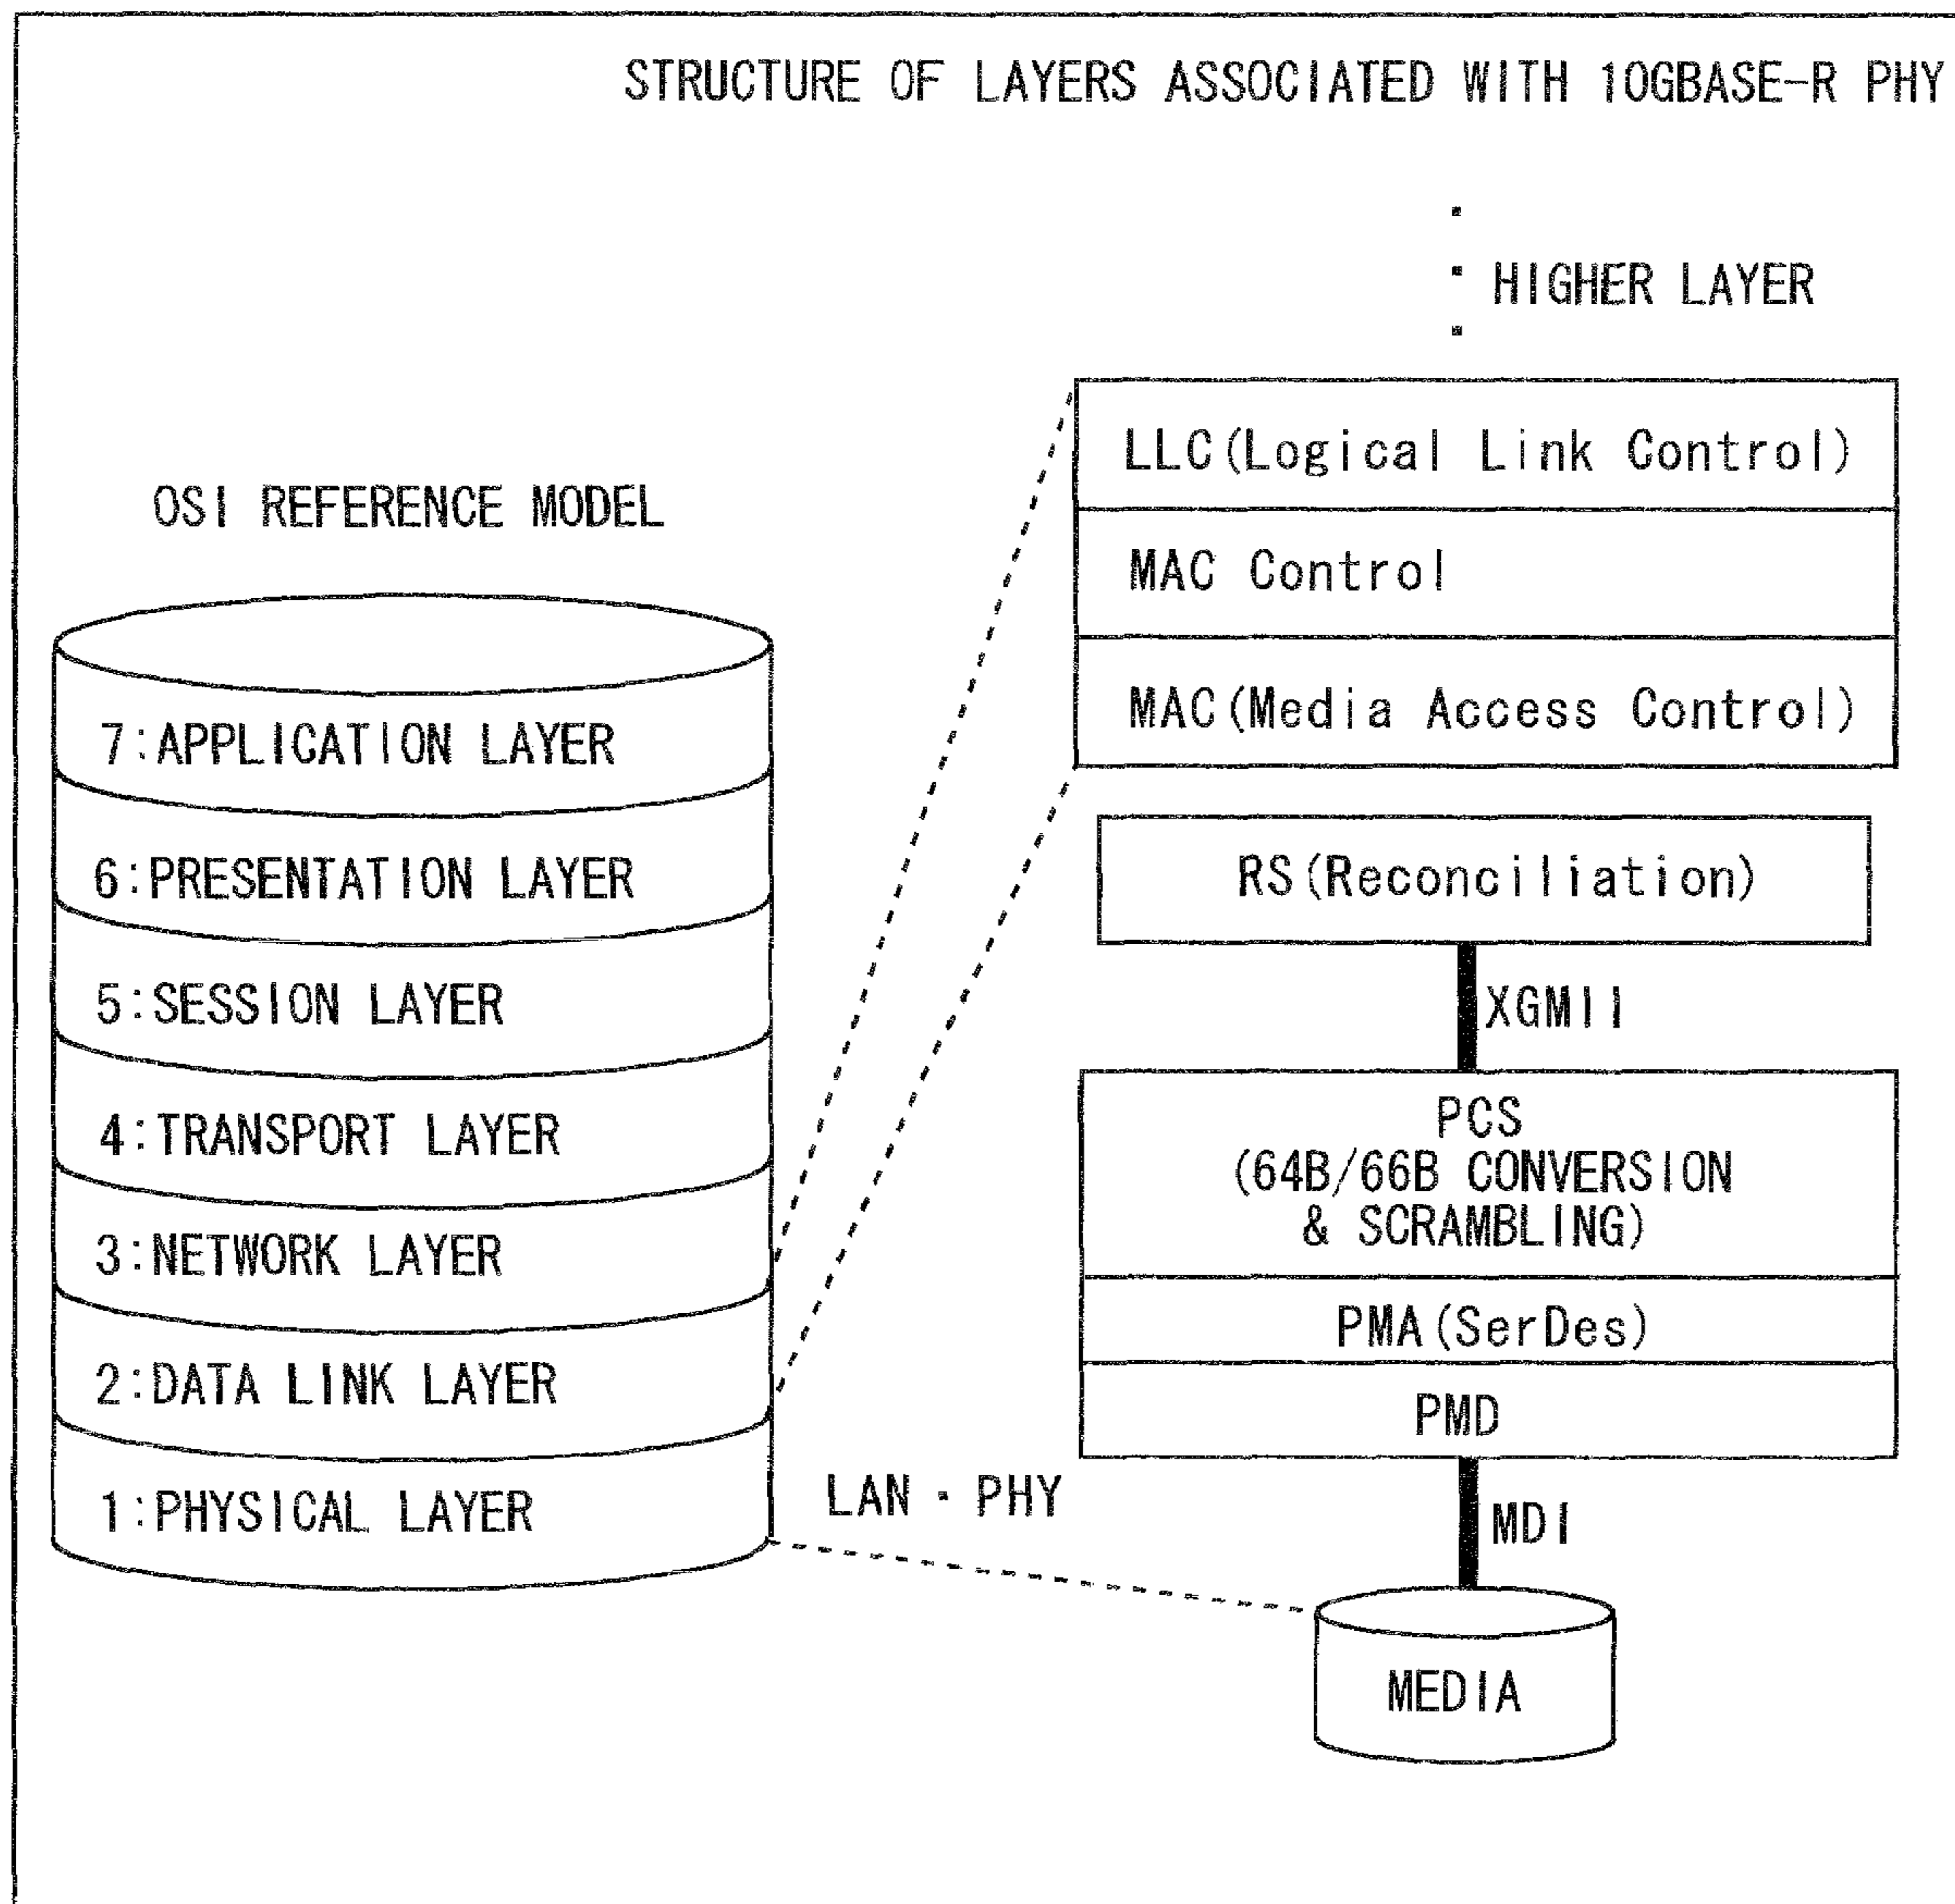 STRUCTURE OF LAYERS ASSOCIATED WITH 10GBASE-R PHY
HIGHER LAYER
OSI REFERENCE MODEL
7:APPLICATION LAYER
6:PRESENTATION LAYER
5:SESSION LAYER
4:TRANSPORT LAYER
3:NETWORK LAYER
2:DATA LINK LAYER
1:PHYSICAL LAYER
LLC(Logical Link Control)
MAC Control
MAC(Media Access Control)
RS(Reconciliation)
XGMII
PCS
(64B/66B CONVERSION
& SCRAMBLING)
PMA(SerDes)
PMD
LAN · PHY
MDI
MEDIA